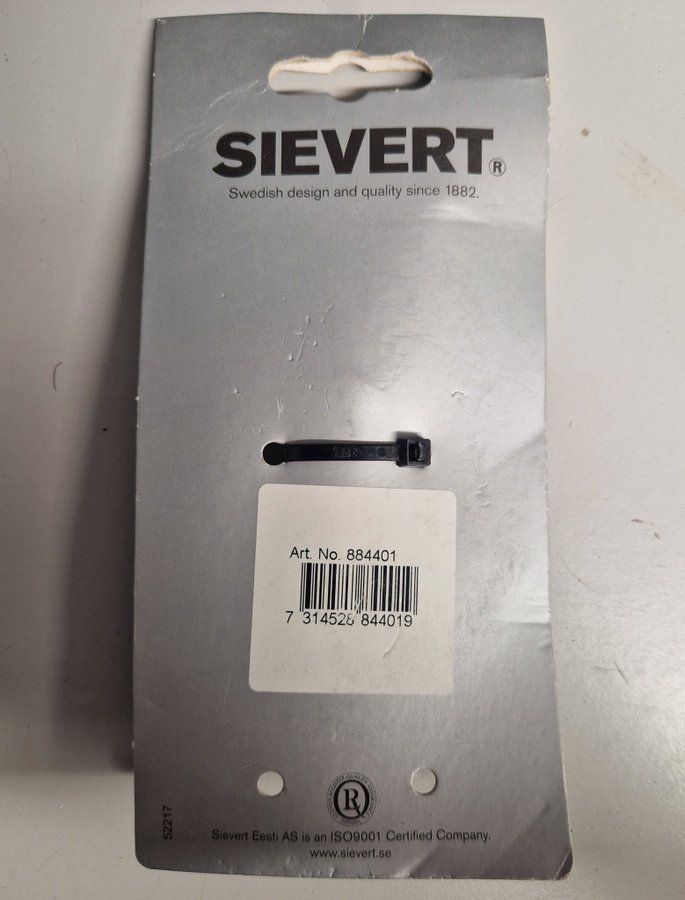 SIEVERT®
Swedish design and quality since 1882.
Art. No. 884401
7 314528 844019
52217
Sievert Eesti AS is an ISO9001 Certified Company.
www.sievert.se